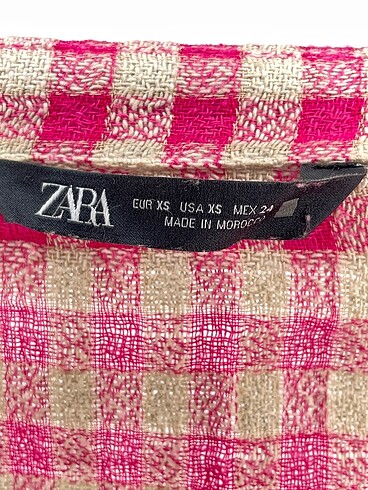 ZARA
EUR XS USA XS MEX 24
MADE IN MOROCCO